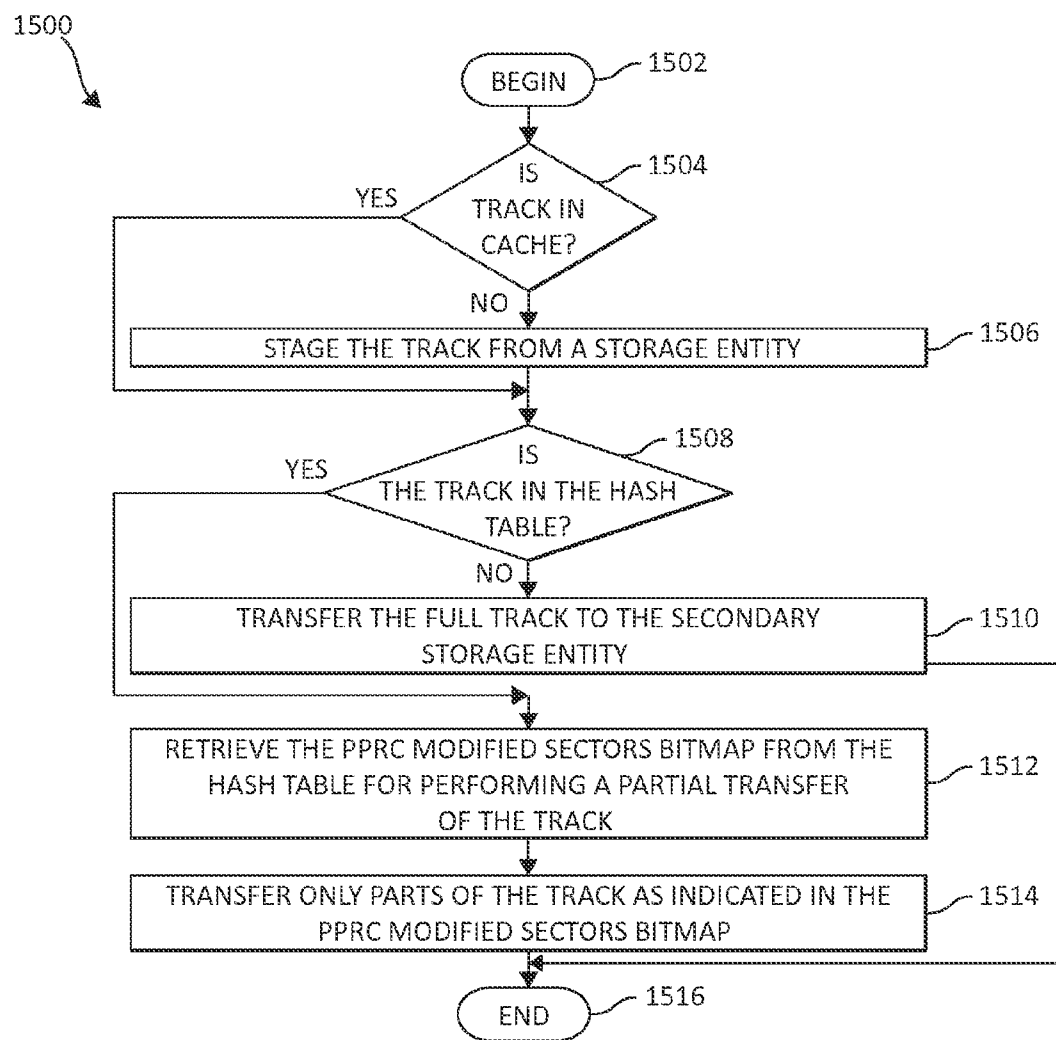 1500
BEGIN
1502
IS
TRACK IN
CACHE?
1504
YES
NO
STAGE THE TRACK FROM A STORAGE ENTITY
1506
IS
THE TRACK IN THE HASH
TABLE?
1508
YES
NO
TRANSFER THE FULL TRACK TO THE SECONDARY
STORAGE ENTITY
1510
RETRIEVE THE PPRC MODIFIED SECTORS BITMAP FROM THE
HASH TABLE FOR PERFORMING A PARTIAL TRANSFER
OF THE TRACK
1512
TRANSFER ONLY PARTS OF THE TRACK AS INDICATED IN THE
PPRC MODIFIED SECTORS BITMAP
1514
END
1516